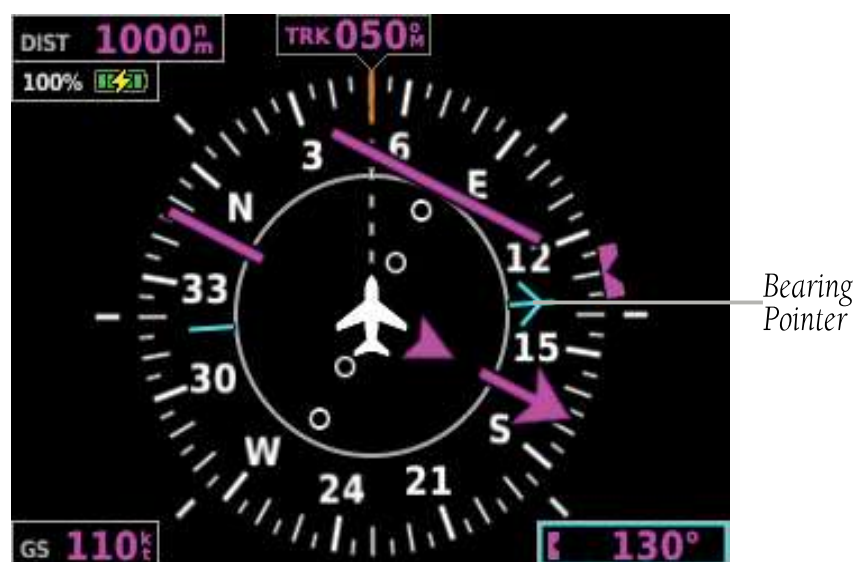 DIST 1000nm
TRK 050°M
100%
3
6
N
E
33
12
15
30
W
S
24
21
GS 110kt
130°
Bearing
Pointer